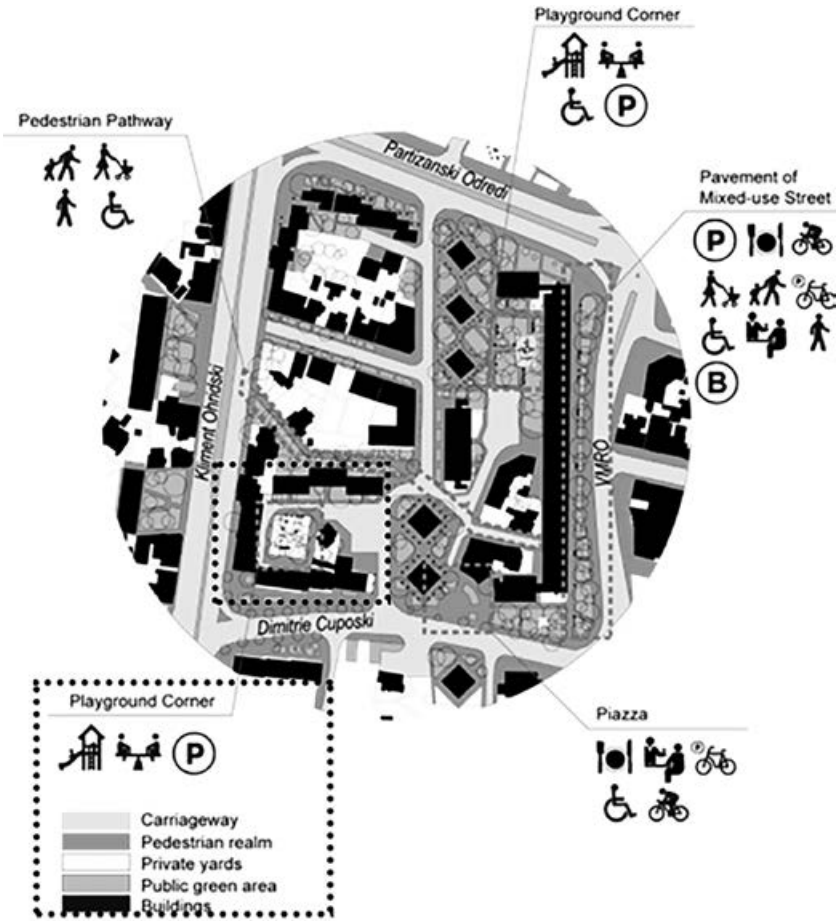 Playground Corner
P
Pedestrian Pathway
Partizanski Odredi
Pavement of
Mixed-use Street
P
P
B
Kliment Ohridski
VMRO
Dimitrie Cuposki
Playground Corner
P
Piazza
P
Carriageway
Pedestrian realm
Private yards
Public green area
Buildings